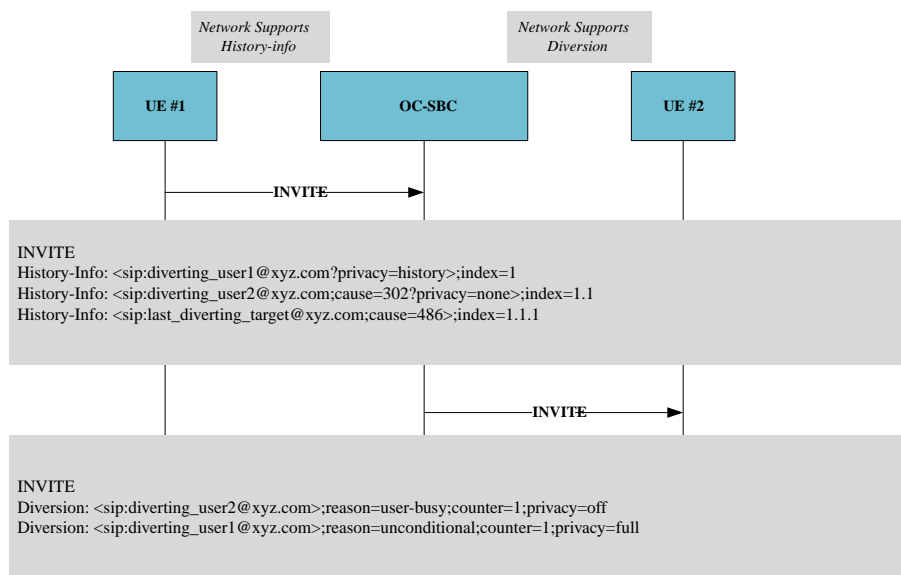 Network Supports
History-info
Network Supports
Diversion
UE #1
OC-SBC
UE #2
INVITE
INVITE
History-Info: <sip:diverting_user1@xyz.com?privacy=history>;index=1
History-Info: <sip:diverting_user2@xyz.com;cause=302?privacy=none>;index=1.1
History-Info: <sip:last_diverting_target@xyz.com;cause=486>;index=1.1.1
INVITE
INVITE
Diversion: <sip:diverting_user2@xyz.com>;reason=user-busy;counter=1;privacy=off
Diversion: <sip:diverting_user1@xyz.com>;reason=unconditional;counter=1;privacy=full